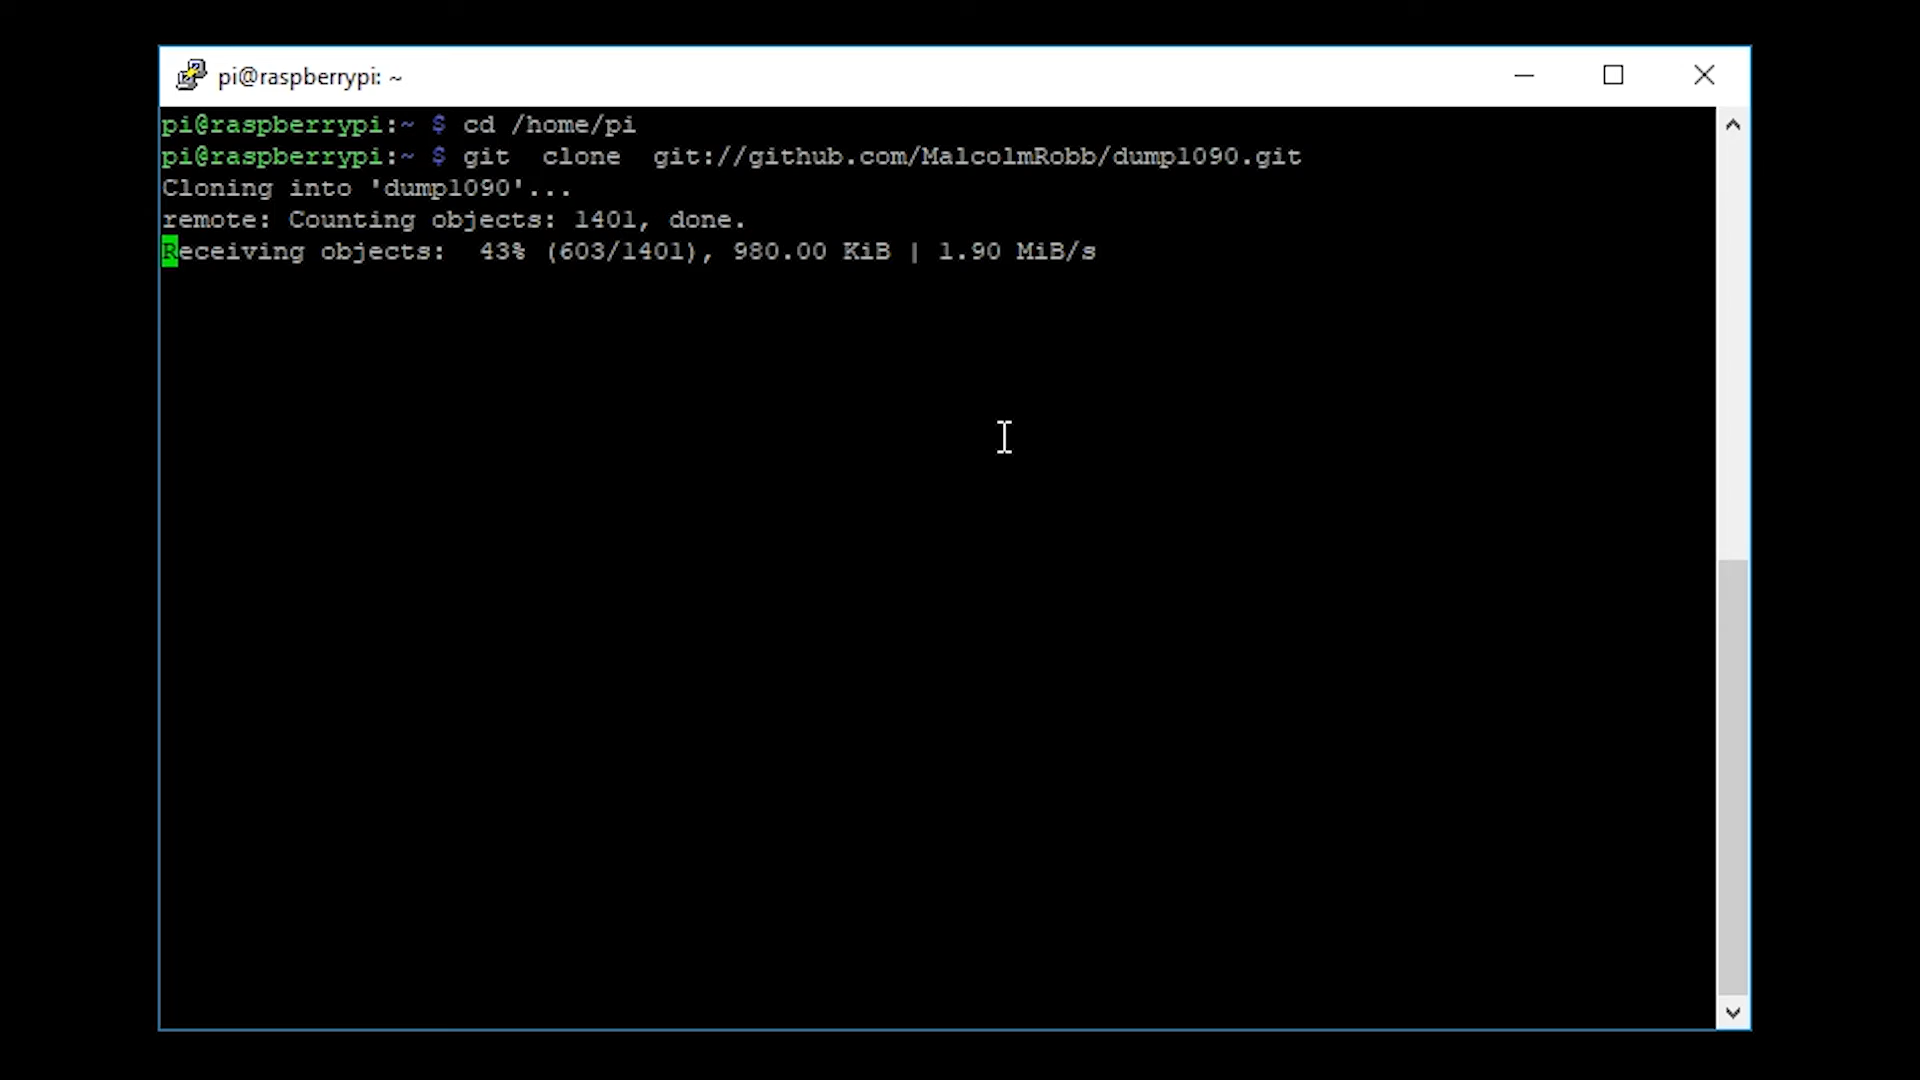 pi@raspberrypi: ~
pi@raspberrypi:~ $ cd /home/pi
pi@raspberrypi:~ $ git  clone  git://github.com/MalcolmRobb/dump1090.git
Cloning into 'dump1090'...
remote: Counting objects: 1401, done.
Receiving objects:  43% (603/1401), 980.00 KiB | 1.90 MiB/s